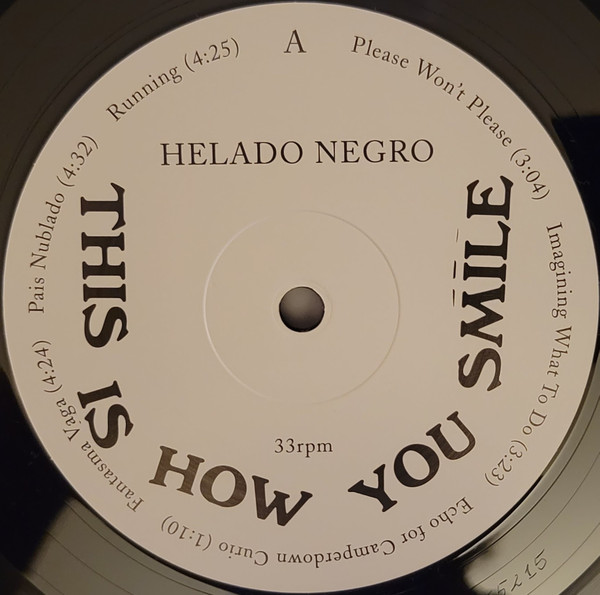 A
HELADO NEGRO
THIS IS HOW YOU SMILE
33rpm
Please Won't Please (3:04)
Imagining What To Do (3:23)
Echo for Camperdown Curio (1:10)
Fantasma Vaga (4:24)
Pais Nublado (4:32)
Running (4:25)